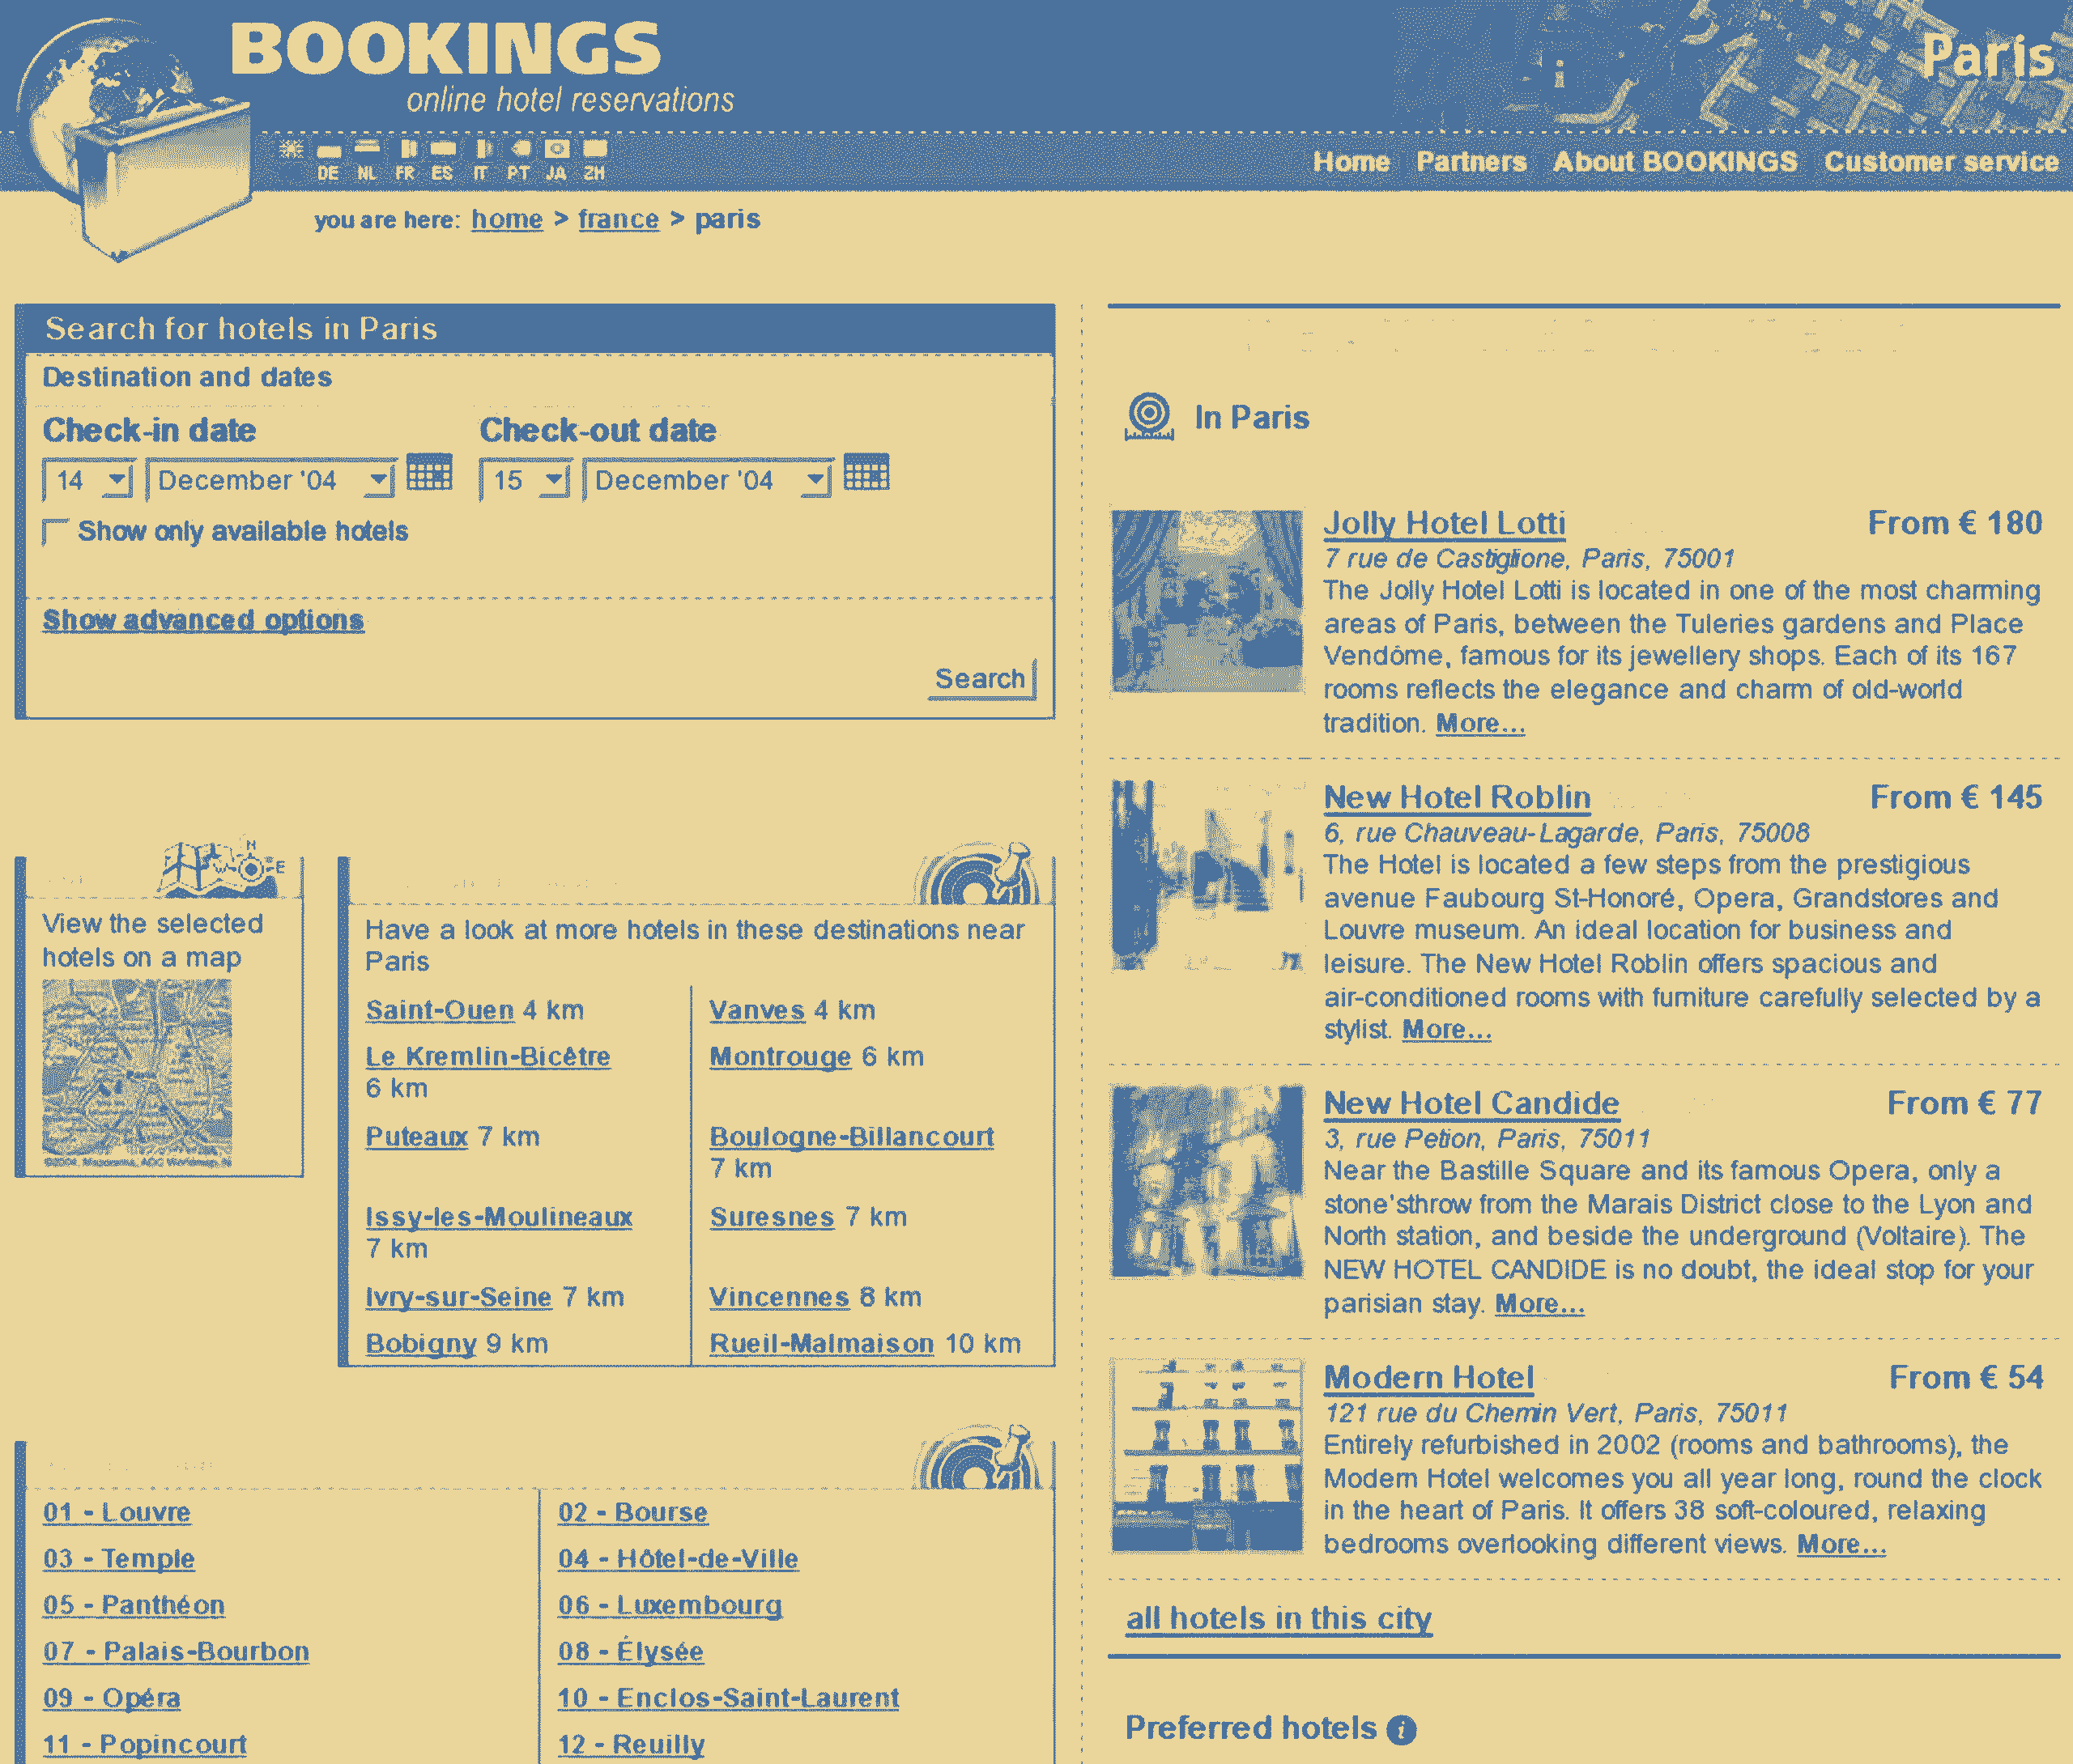 BOOKINGS
online hotel reservations
Paris
DE NL FR ES IT PT JA ZH
Home Partners About BOOKINGS Customer service
you are here: home > france > paris
Search for hotels in Paris
Destination and dates
Check-in date Check-out date
14 December '04 15 December '04
Show only available hotels
Show advanced options
Search
N
W E
View the selected
hotels on a map
Have a look at more hotels in these destinations near
Paris
Saint-Ouen 4 km Vanves 4 km
Le Kremlin-Bicêtre Montrouge 6 km
6 km
Puteaux 7 km Boulogne-Billancourt
7 km
Issy-les-Moulineaux Suresnes 7 km
7 km
Ivry-sur-Seine 7 km Vincennes 8 km
Bobigny 9 km Rueil-Malmaison 10 km
01 - Louvre 02 - Bourse
03 - Temple 04 - Hôtel-de-Ville
05 - Panthéon 06 - Luxembourg
07 - Palais-Bourbon 08 - Élysée
09 - Opéra 10 - Enclos-Saint-Laurent
11 - Popincourt 12 - Reuilly
In Paris
Jolly Hotel Lotti From € 180
7 rue de Castiglione, Paris, 75001
The Jolly Hotel Lotti is located in one of the most charming
areas of Paris, between the Tuleries gardens and Place
Vendôme, famous for its jewellery shops. Each of its 167
rooms reflects the elegance and charm of old-world
tradition. More...
New Hotel Roblin From € 145
6, rue Chauveau-Lagarde, Paris, 75008
The Hotel is located a few steps from the prestigious
avenue Faubourg St-Honoré, Opera, Grandstores and
Louvre museum. An ideal location for business and
leisure. The New Hotel Roblin offers spacious and
air-conditioned rooms with furniture carefully selected by a
stylist. More...
New Hotel Candide From € 77
3, rue Petion, Paris, 75011
Near the Bastille Square and its famous Opera, only a
stone'sthrow from the Marais District close to the Lyon and
North station, and beside the underground (Voltaire). The
NEW HOTEL CANDIDE is no doubt, the ideal stop for your
parisian stay. More...
Modern Hotel From € 54
121 rue du Chemin Vert, Paris, 75011
Entirely refurbished in 2002 (rooms and bathrooms), the
Modern Hotel welcomes you all year long, round the clock
in the heart of Paris. It offers 38 soft-coloured, relaxing
bedrooms overlooking different views. More...
all hotels in this city
Preferred hotels i